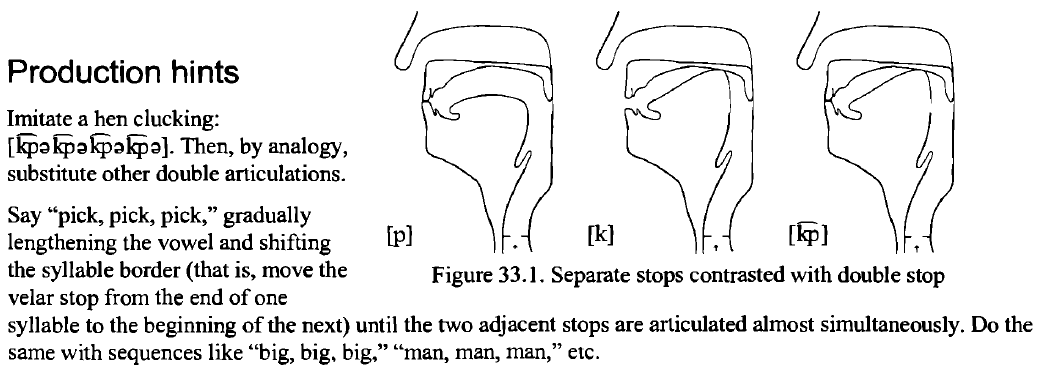 Production hints
Imitate a hen clucking:
[k͡pək͡pək͡pək͡pə]. Then, by analogy,
substitute other double articulations.
Say “pick, pick, pick,” gradually
lengthening the vowel and shifting
the syllable border (that is, move the
velar stop from the end of one
syllable to the beginning of the next) until the two adjacent stops are articulated almost simultaneously. Do the
same with sequences like “big, big, big,” “man, man, man,” etc.
[p] [k] [k͡p]
Figure 33.1. Separate stops contrasted with double stop